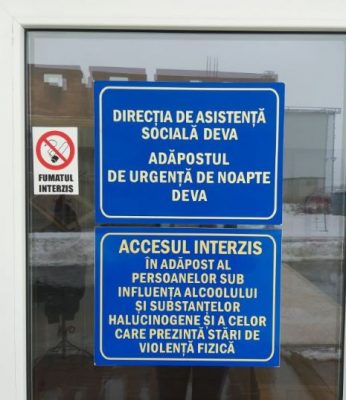 DIRECȚIA DE ASISTENȚĂ
SOCIALĂ DEVA
ADĂPOSTUL
DE URGENȚĂ DE NOAPTE
DEVA
FUMATUL
INTERZIS
ACCESUL INTERZIS
ÎN ADĂPOST AL
PERSOANELOR SUB
INFLUENȚA ALCOOLULUI
ȘI SUBSTANȚELOR
HALUCINOGENE ȘI A CELOR
CARE PREZINTĂ STĂRI DE
VIOLENȚĂ FIZICĂ